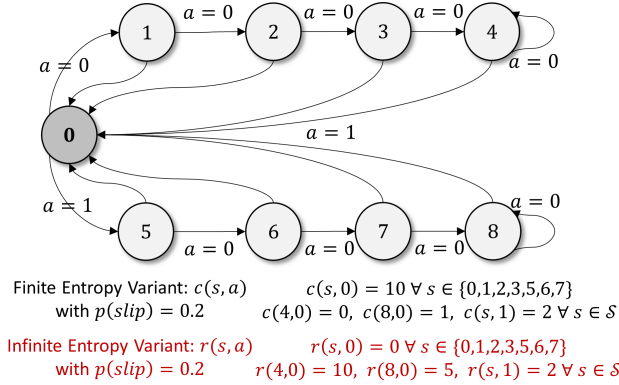 a = 0 a = 0 a = 0
1 2 3 4
a = 0 a = 0
0 a = 1
a = 1 a = 0
5 6 7 8
a = 0 a = 0 a = 0
Finite Entropy Variant: c(s, a) c(s, 0) = 10 ∀ s ∈ {0,1,2,3,5,6,7}
with p(slip) = 0.2 c(4,0) = 0, c(8,0) = 1, c(s, 1) = 2 ∀ s ∈ 𝒮
Infinite Entropy Variant: r(s, a) r(s, 0) = 0 ∀ s ∈ {0,1,2,3,5,6,7}
with p(slip) = 0.2 r(4,0) = 10, r(8,0) = 5, r(s, 1) = 2 ∀ s ∈ 𝒮